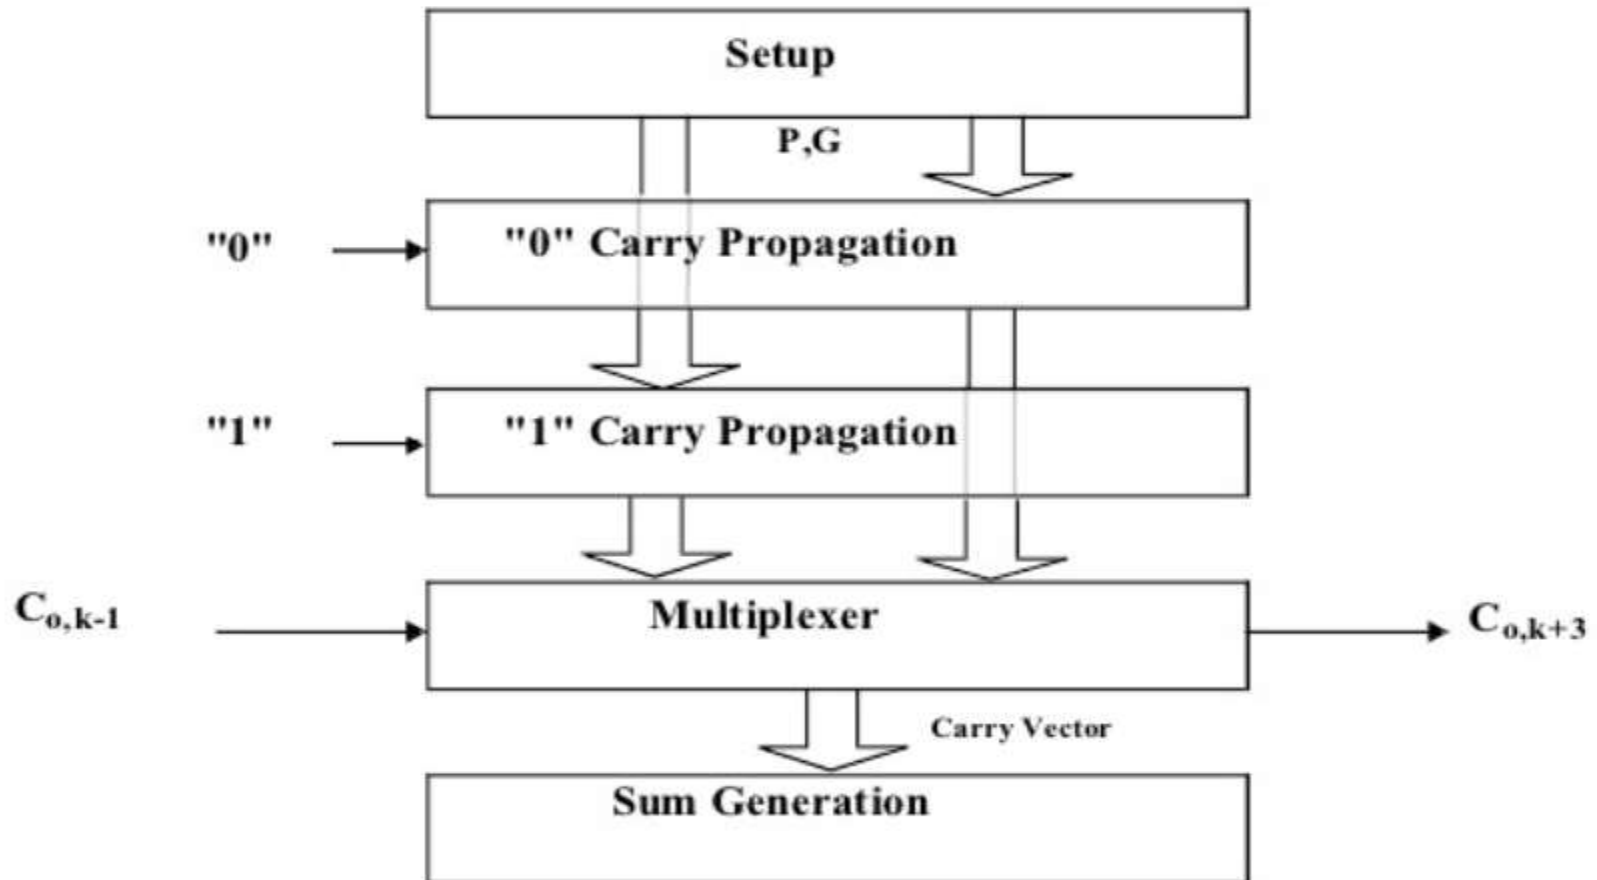 Setup
P,G
"0"
"0" Carry Propagation
"1"
"1" Carry Propagation
Co,k-1
Multiplexer
Co,k+3
Carry Vector
Sum Generation